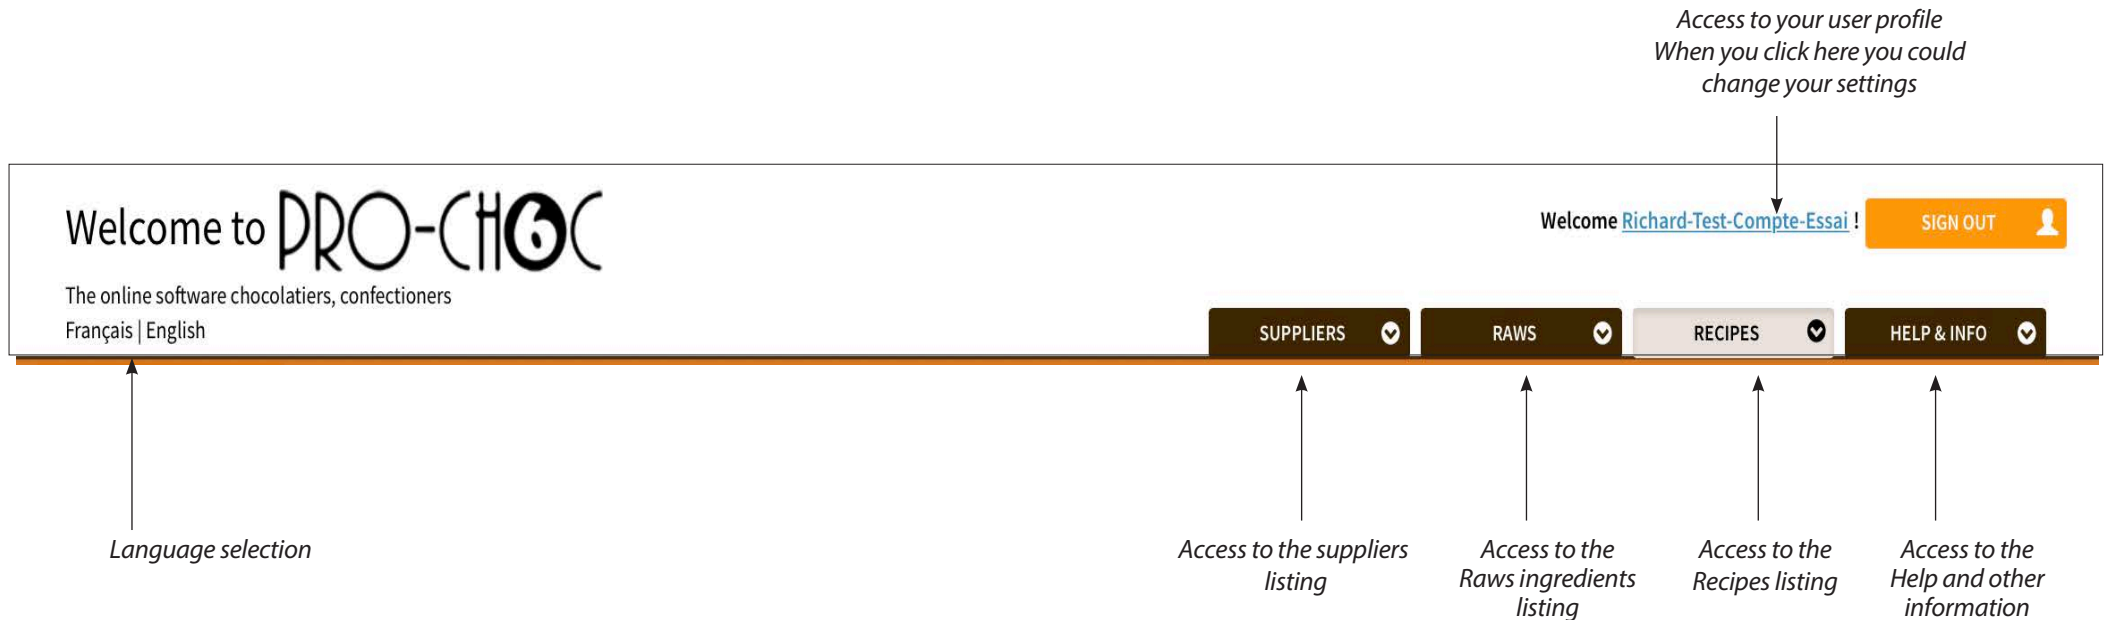 Access to your user profile
When you click here you could
change your settings
Welcome to PRO-CHOC
Welcome Richard-Test-Compte-Essai !
SIGN OUT
The online software chocolatiers, confectioners
Français | English
SUPPLIERS
RAWS
RECIPES
HELP & INFO
Language selection
Access to the suppliers
listing
Access to the
Raws ingredients
listing
Access to the
Recipes listing
Access to the
Help and other
information